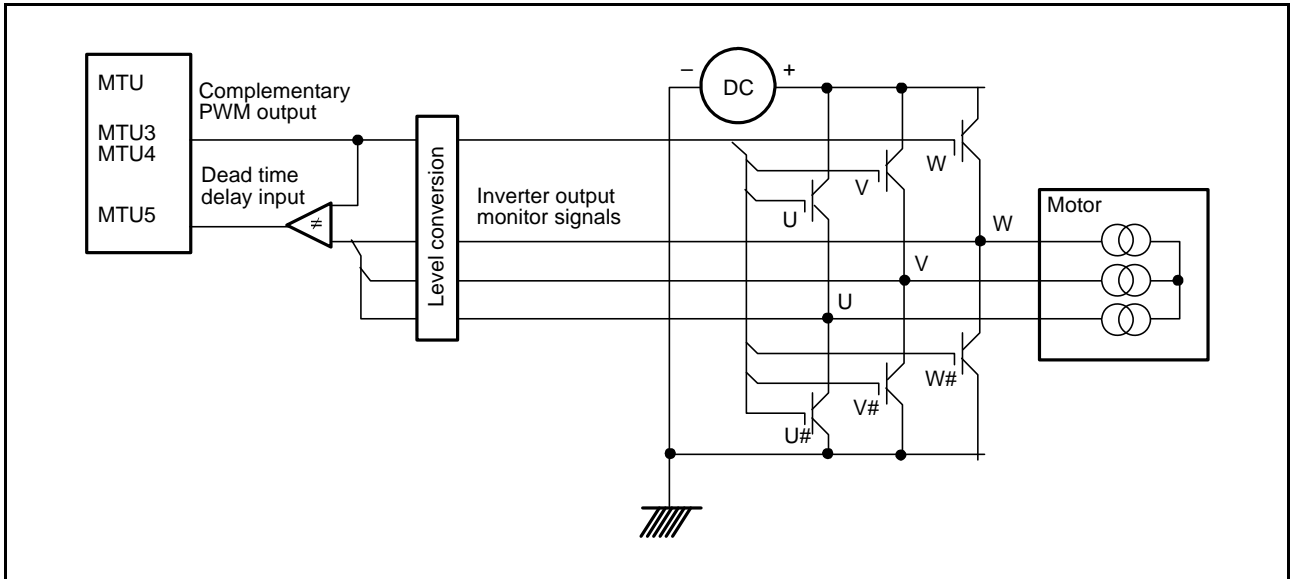 MTU
MTU3
MTU4
MTU5
Complementary
PWM output
Dead time
delay input
≠
Level conversion
Inverter output
monitor signals
– DC +
W
V
U
W
V
U
W#
V#
U#
Motor